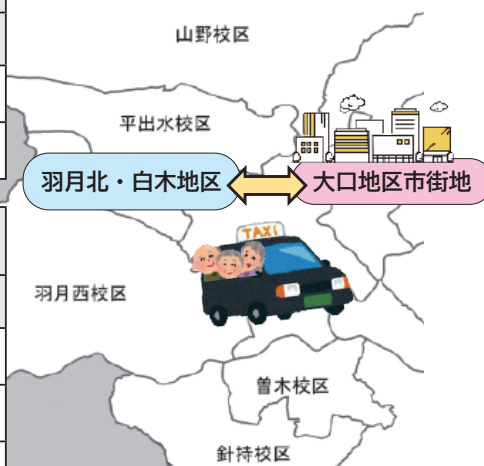 山野校区
平出水校区
羽月北・白木地区
大口地区市街地
TAXi
羽月西校区
曽木校区
針持校区